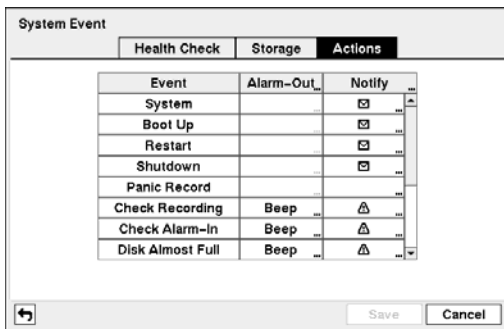 System Event
Health Check Storage Actions
Event Alarm-Out... Notify ...
System ... ...
Boot Up ... ...
Restart ... ...
Shutdown ... ...
Panic Record ... ...
Check Recording Beep ... ...
Check Alarm-In Beep ... ...
Disk Almost Full Beep ... ...
Save Cancel